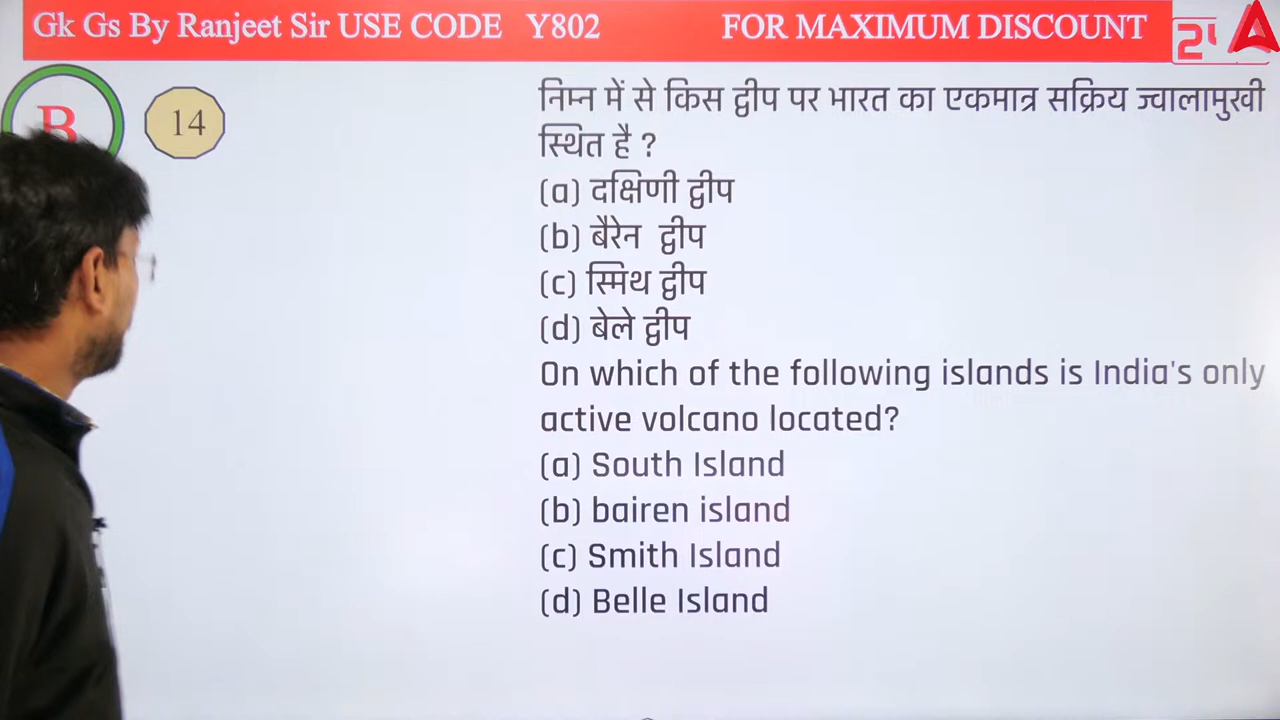 Gk Gs By Ranjeet Sir USE CODE Y802 FOR MAXIMUM DISCOUNT
B
14
निम्न में से किस द्वीप पर भारत का एकमात्र सक्रिय ज्वालामुखी
स्थित है ?
(a) दक्षिणी द्वीप
(b) बैरेन द्वीप
(c) स्मिथ द्वीप
(d) बेले द्वीप
On which of the following islands is India's only
active volcano located?
(a) South Island
(b) bairen island
(c) Smith Island
(d) Belle Island